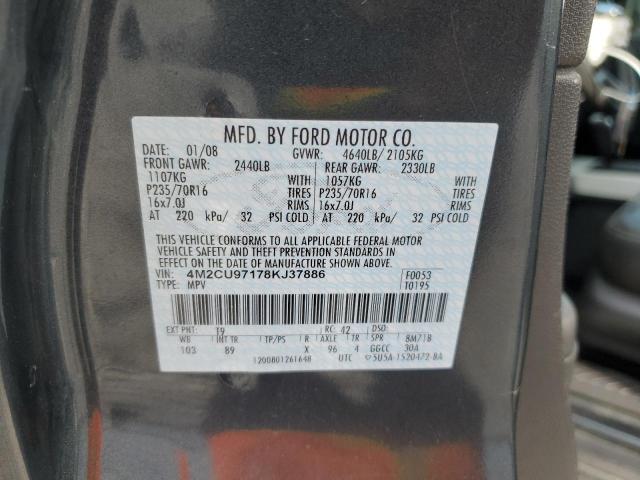 MFD. BY FORD MOTOR CO.
DATE: 01/08 GVWR: 4640LB/ 2105KG
FRONT GAWR: 2440LB REAR GAWR: 2330LB
1107KG WITH 1057KG WITH
P235/70R16 TIRES P235/70R16 TIRES
16x7.0J RIMS 16x7.0J RIMS
AT 220 kPa/ 32 PSI COLD AT 220 kPa/ 32 PSI COLD
THIS VEHICLE CONFORMS TO ALL APPLICABLE FEDERAL MOTOR
VEHICLE SAFETY AND THEFT PREVENTION STANDARDS IN
EFFECT ON THE DATE OF MANUFACTURE SHOWN ABOVE.
VIN: 4M2CU97178KJ37886 F0053
TYPE: MPV T0195
EXT PNT: T9 RC: 42 DSO:
WB INT TR TP/PS R AXLE TR SPR BM71B
103 89 X 96 4 GGCC 30A
1200801261648 UTC 5U5A-1520472-BA